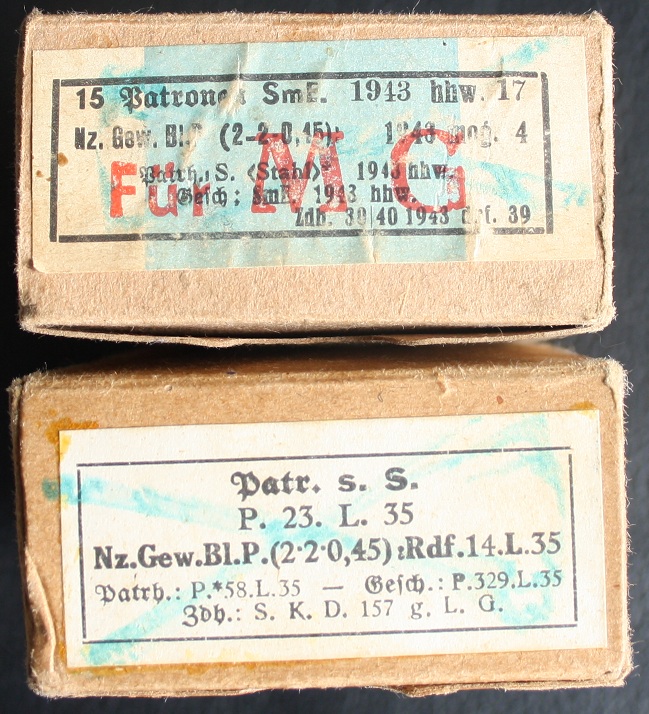 15 Patronen SmE. 1943 hhw. 17
Nz. Gew. Bl.P. (2-2-0,45): 1943 mog. 4
Patrh.: S. <Stahl> 1943 hhw.
Für MG
Gesch: SmE. 1943 hhw.
Zdh. 30/40 1943 39
Patr. s. S.
P. 23. L. 35
Nz.Gew.Bl.P.(2·2·0,45):Rdf.14.L.35
Patrh.: P.*58.L.35 — Gesch.: P.329.L.35
Zdh.: S. K. D. 157 g. L. G.